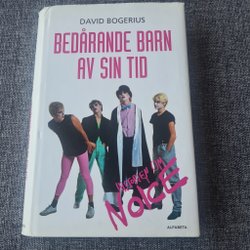 DAVID BOGERIUS
BEDÅRANDE BARN
AV SIN TID
NOICE
ALFABETA